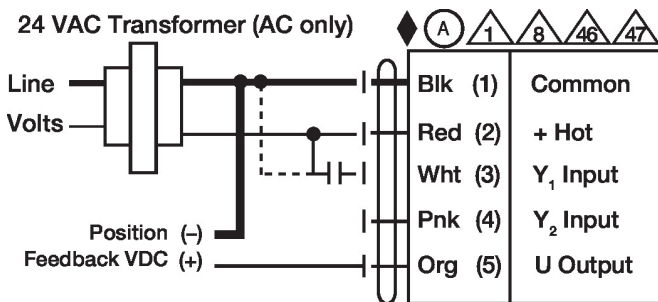 24 VAC Transformer (AC only)
A 1 8 46 47
Line
Volts
Blk (1) Common
Red (2) + Hot
Wht (3) Y₁ Input
Pnk (4) Y₂ Input
Position (–)
Feedback VDC (+)
Org (5) U Output